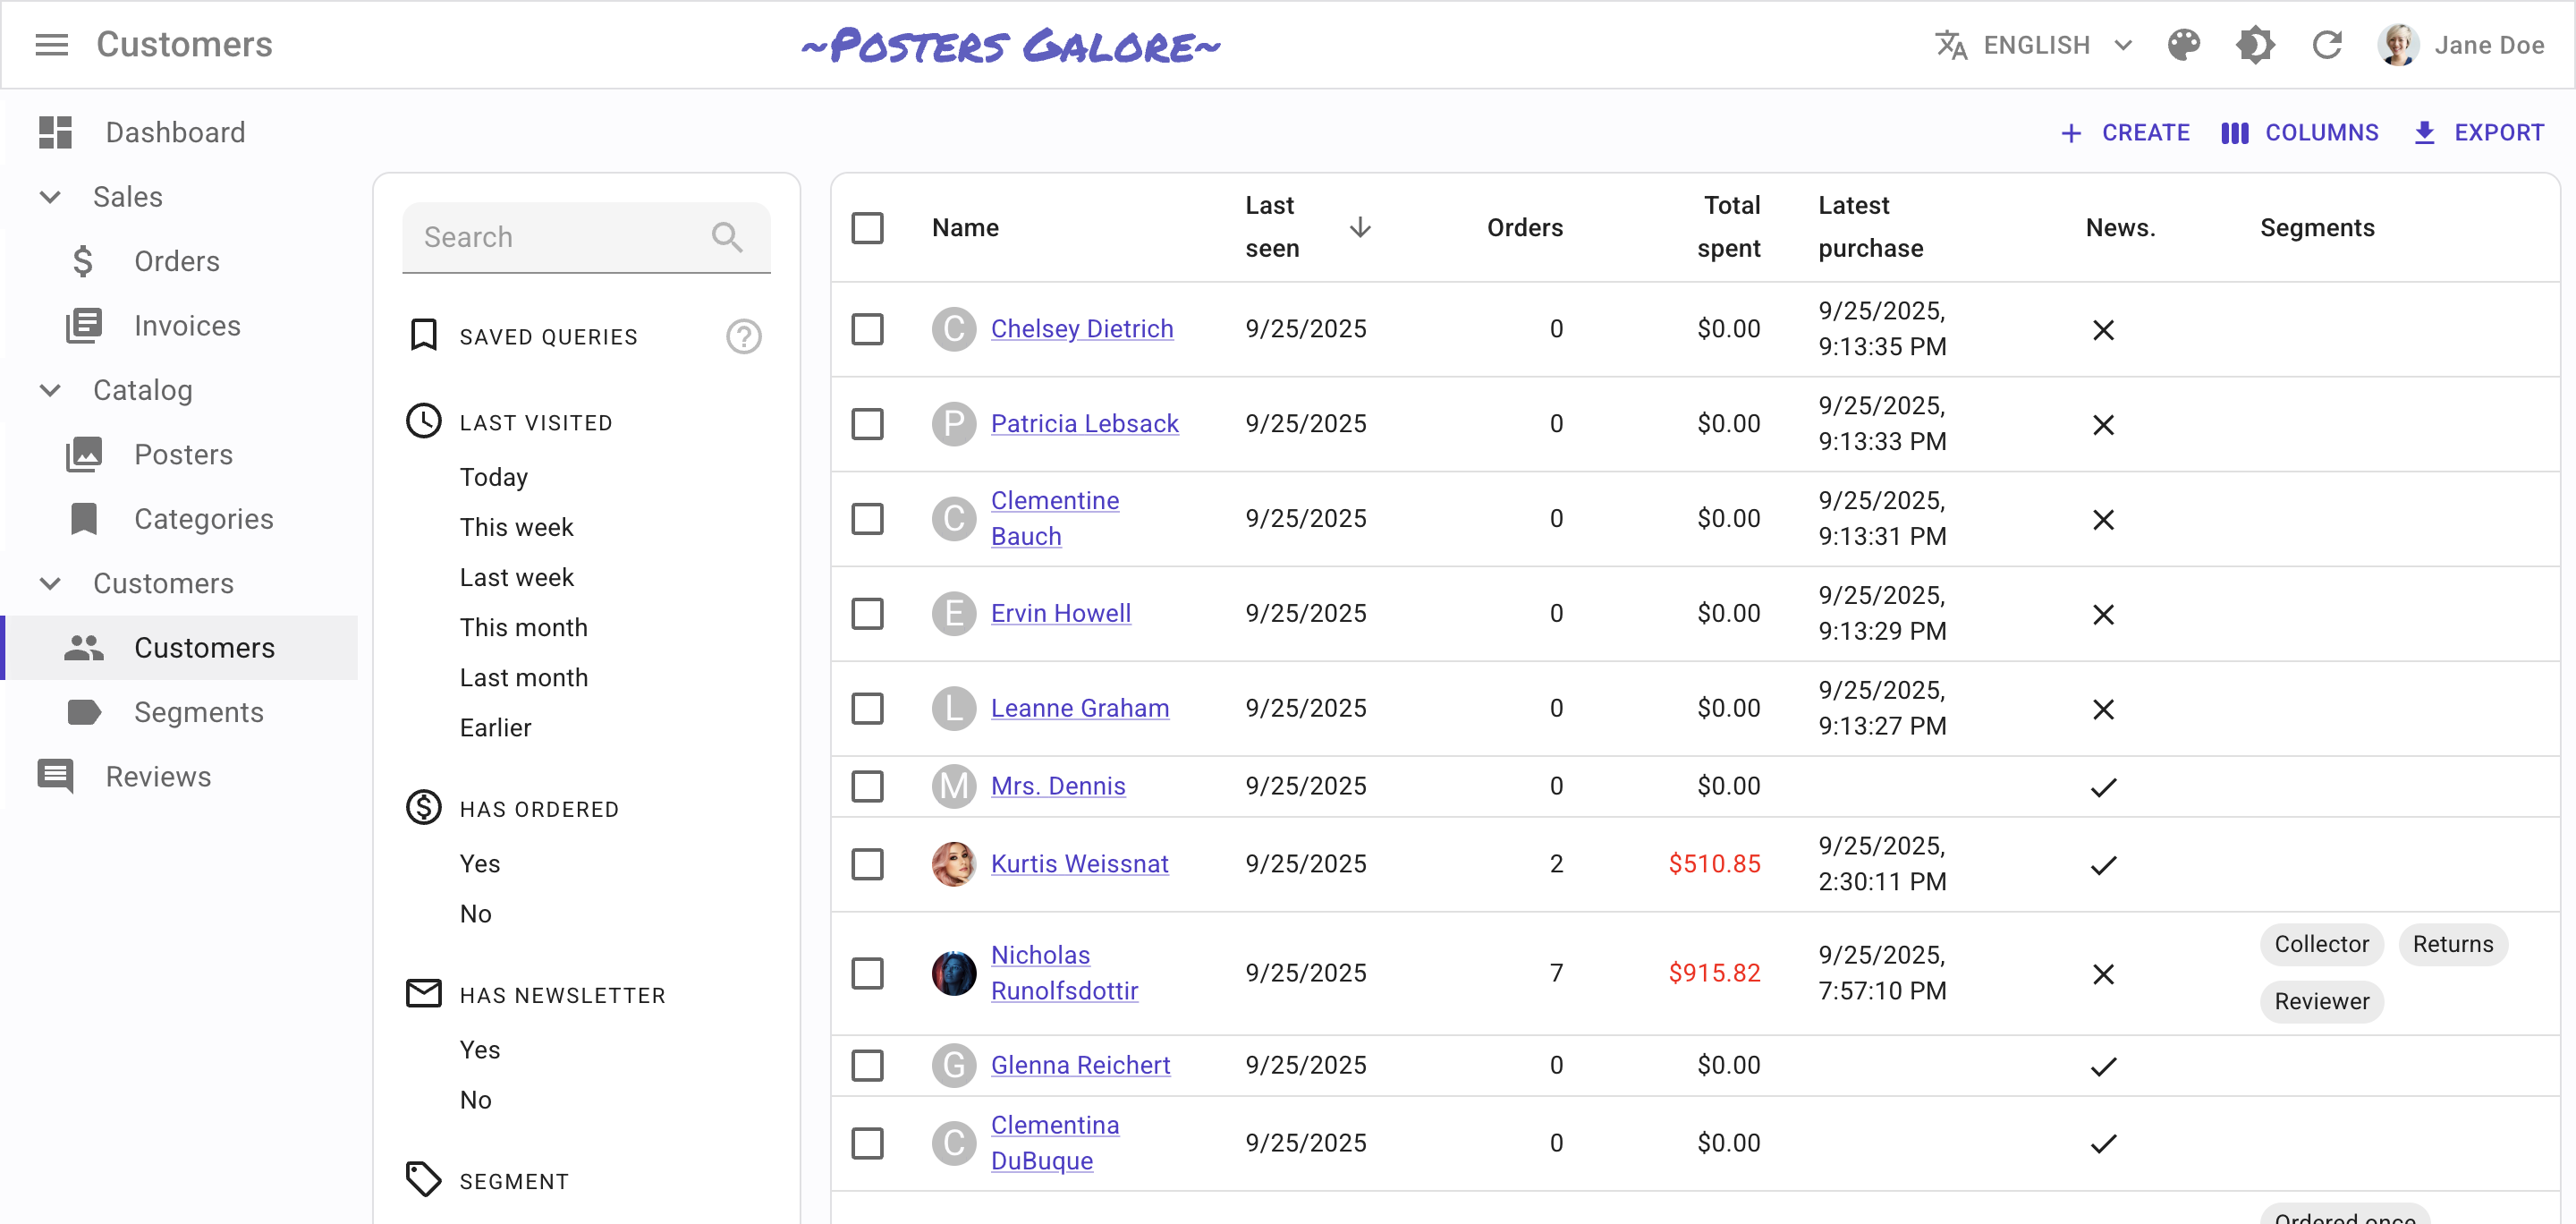 Customers
~Posters Galore~
ENGLISH
Jane Doe
Dashboard
Sales
Orders
Invoices
Catalog
Posters
Categories
Customers
Customers
Segments
Reviews
CREATE
COLUMNS
EXPORT
Search
SAVED QUERIES
?
LAST VISITED
Today
This week
Last week
This month
Last month
Earlier
HAS ORDERED
Yes
No
HAS NEWSLETTER
Yes
No
SEGMENT
Name
Last
seen
Orders
Total
spent
Latest
purchase
News.
Segments
C Chelsey Dietrich 9/25/2025 0 $0.00 9/25/2025,
9:13:35 PM
P Patricia Lebsack 9/25/2025 0 $0.00 9/25/2025,
9:13:33 PM
C Clementine
Bauch 9/25/2025 0 $0.00 9/25/2025,
9:13:31 PM
E Ervin Howell 9/25/2025 0 $0.00 9/25/2025,
9:13:29 PM
L Leanne Graham 9/25/2025 0 $0.00 9/25/2025,
9:13:27 PM
M Mrs. Dennis 9/25/2025 0 $0.00
Kurtis Weissnat 9/25/2025 2 $510.85 9/25/2025,
2:30:11 PM
Nicholas
Runolfsdottir 9/25/2025 7 $915.82 9/25/2025,
7:57:10 PM
Collector Returns
Reviewer
G Glenna Reichert 9/25/2025 0 $0.00
C Clementina
DuBuque 9/25/2025 0 $0.00
Ordered once